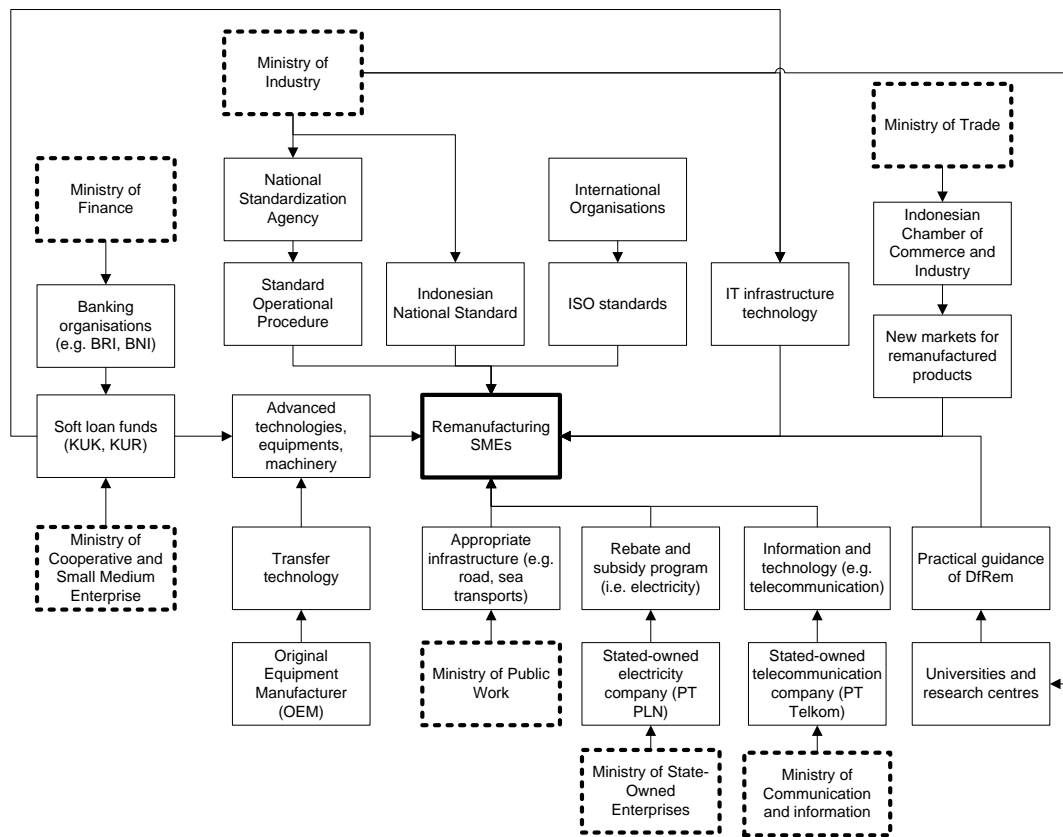 Ministry of
Industry
Ministry of Trade
Ministry of
Finance
National
Standardization
Agency
International
Organisations
Indonesian
Chamber of
Commerce and
Industry
Banking
organisations
(e.g. BRI, BNI)
Standard
Operational
Procedure
Indonesian
National Standard
ISO standards
IT infrastructure
technology
New markets for
remanufactured
products
Soft loan funds
(KUK, KUR)
Advanced
technologies,
equipments,
machinery
Remanufacturing
SMEs
Ministry of
Cooperative and
Small Medium
Enterprise
Transfer
technology
Appropriate
infrastructure (e.g.
road, sea
transports)
Rebate and
subsidy program
(i.e. electricity)
Information and
technology (e.g.
telecommunication)
Practical guidance
of DfRem
Original
Equipment
Manufacturer
(OEM)
Ministry of Public
Work
Stated-owned
electricity
company (PT
PLN)
Stated-owned
telecommunication
company (PT
Telkom)
Universities and
research centres
Ministry of State-
Owned
Enterprises
Ministry of
Communication
and information